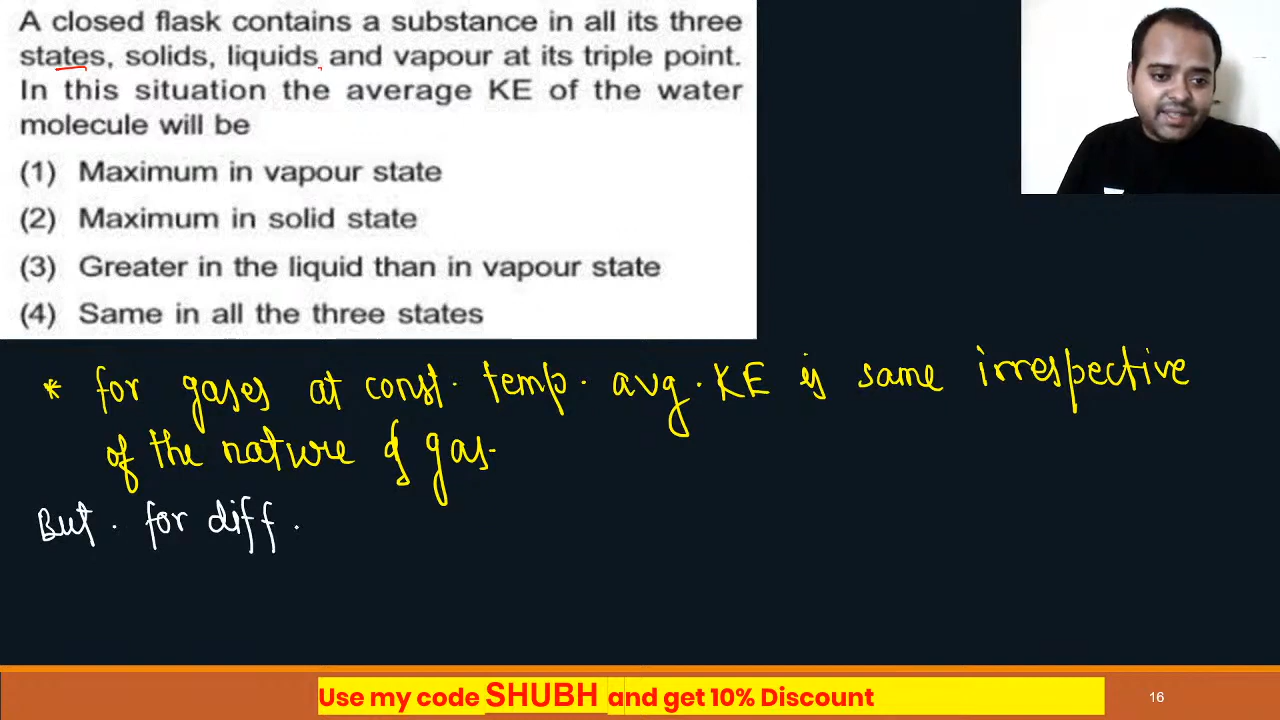 A closed flask contains a substance in all its three
states, solids, liquids and vapour at its triple point.
In this situation the average KE of the water
molecule will be
(1) Maximum in vapour state
(2) Maximum in solid state
(3) Greater in the liquid than in vapour state
(4) Same in all the three states
* for gases at const. temp. avg. KE is same irrespective
of the nature of gas.
But. for diff.
Use my code SHUBH and get 10% Discount
16